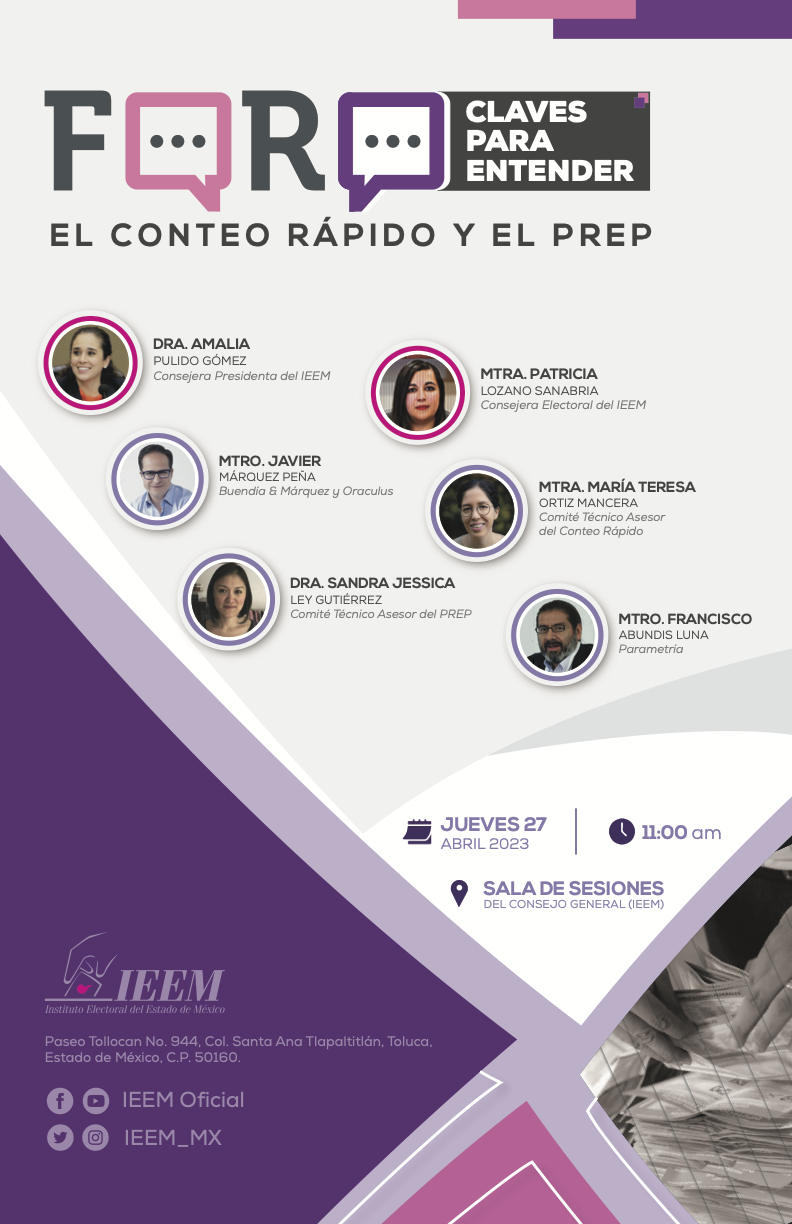 FORO
CLAVES
PARA
ENTENDER
EL CONTEO RÁPIDO Y EL PREP
DRA. AMALIA
PULIDO GÓMEZ
Consejera Presidenta del IEEM
MTRA. PATRICIA
LOZANO SANABRIA
Consejera Electoral del IEEM
MTRO. JAVIER
MÁRQUEZ PEÑA
Buendía & Márquez y Oraculus
MTRA. MARÍA TERESA
ORTIZ MANCERA
Comité Técnico Asesor
del Conteo Rápido
DRA. SANDRA JESSICA
LEY GUTIÉRREZ
Comité Técnico Asesor del PREP
MTRO. FRANCISCO
ABUNDIS LUNA
Parametría
JUEVES 27
ABRIL 2023
11:00 am
SALA DE SESIONES
DEL CONSEJO GENERAL (IEEM)
IEEM
Instituto Electoral del Estado de México
Paseo Tollocan No. 944, Col. Santa Ana Tlapaltitlán, Toluca,
Estado de México, C.P. 50160.
IEEM Oficial
IEEM_MX